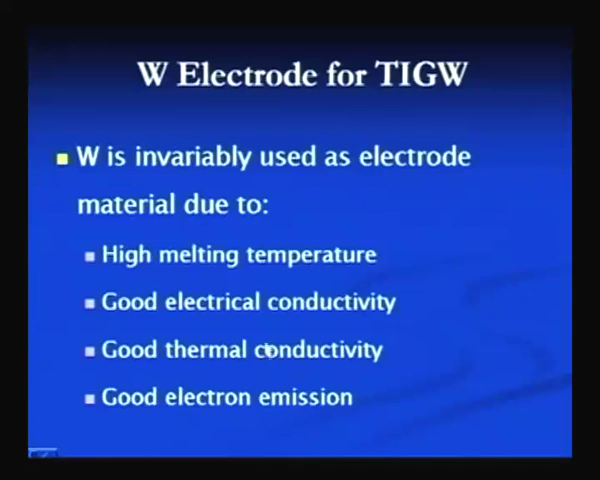 W Electrode for TIGW
W is invariably used as electrode
material due to:
High melting temperature
Good electrical conductivity
Good thermal conductivity
Good electron emission